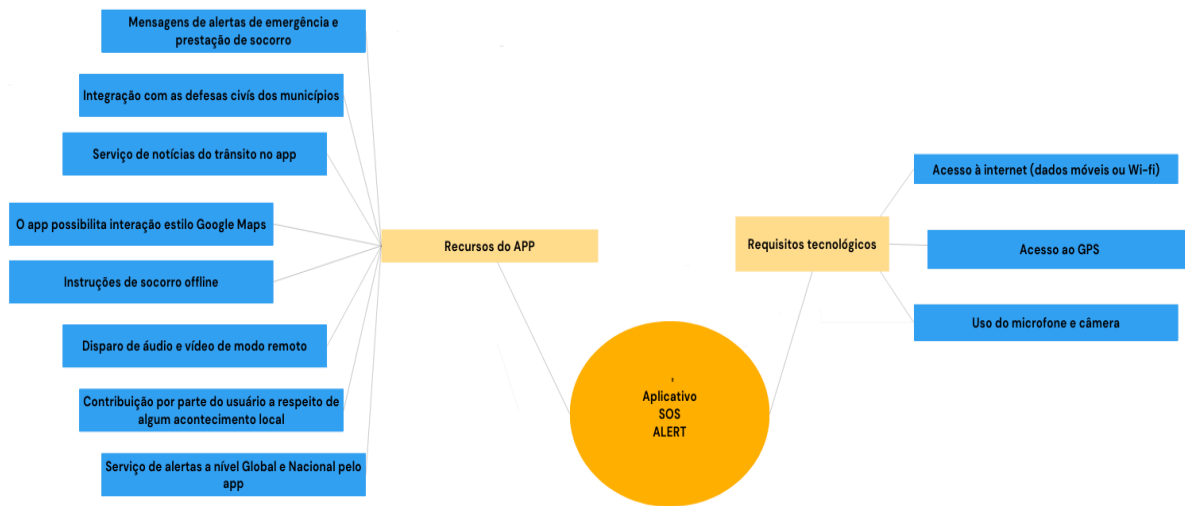 Mensagens de alertas de emergência e
prestação de socorro
Integração com as defesas civís dos municípios
Serviço de notícias do trânsito no app
O app possibilita interação estilo Google Maps
Instruções de socorro offline
Disparo de áudio e vídeo de modo remoto
Contribuição por parte do usuário a respeito de
algum acontecimento local
Serviço de alertas a nível Global e Nacional pelo
app
Recursos do APP
Requisitos tecnológicos
Acesso à internet (dados móveis ou Wi-fi)
Acesso ao GPS
Uso do microfone e câmera
Aplicativo
SOS
ALERT